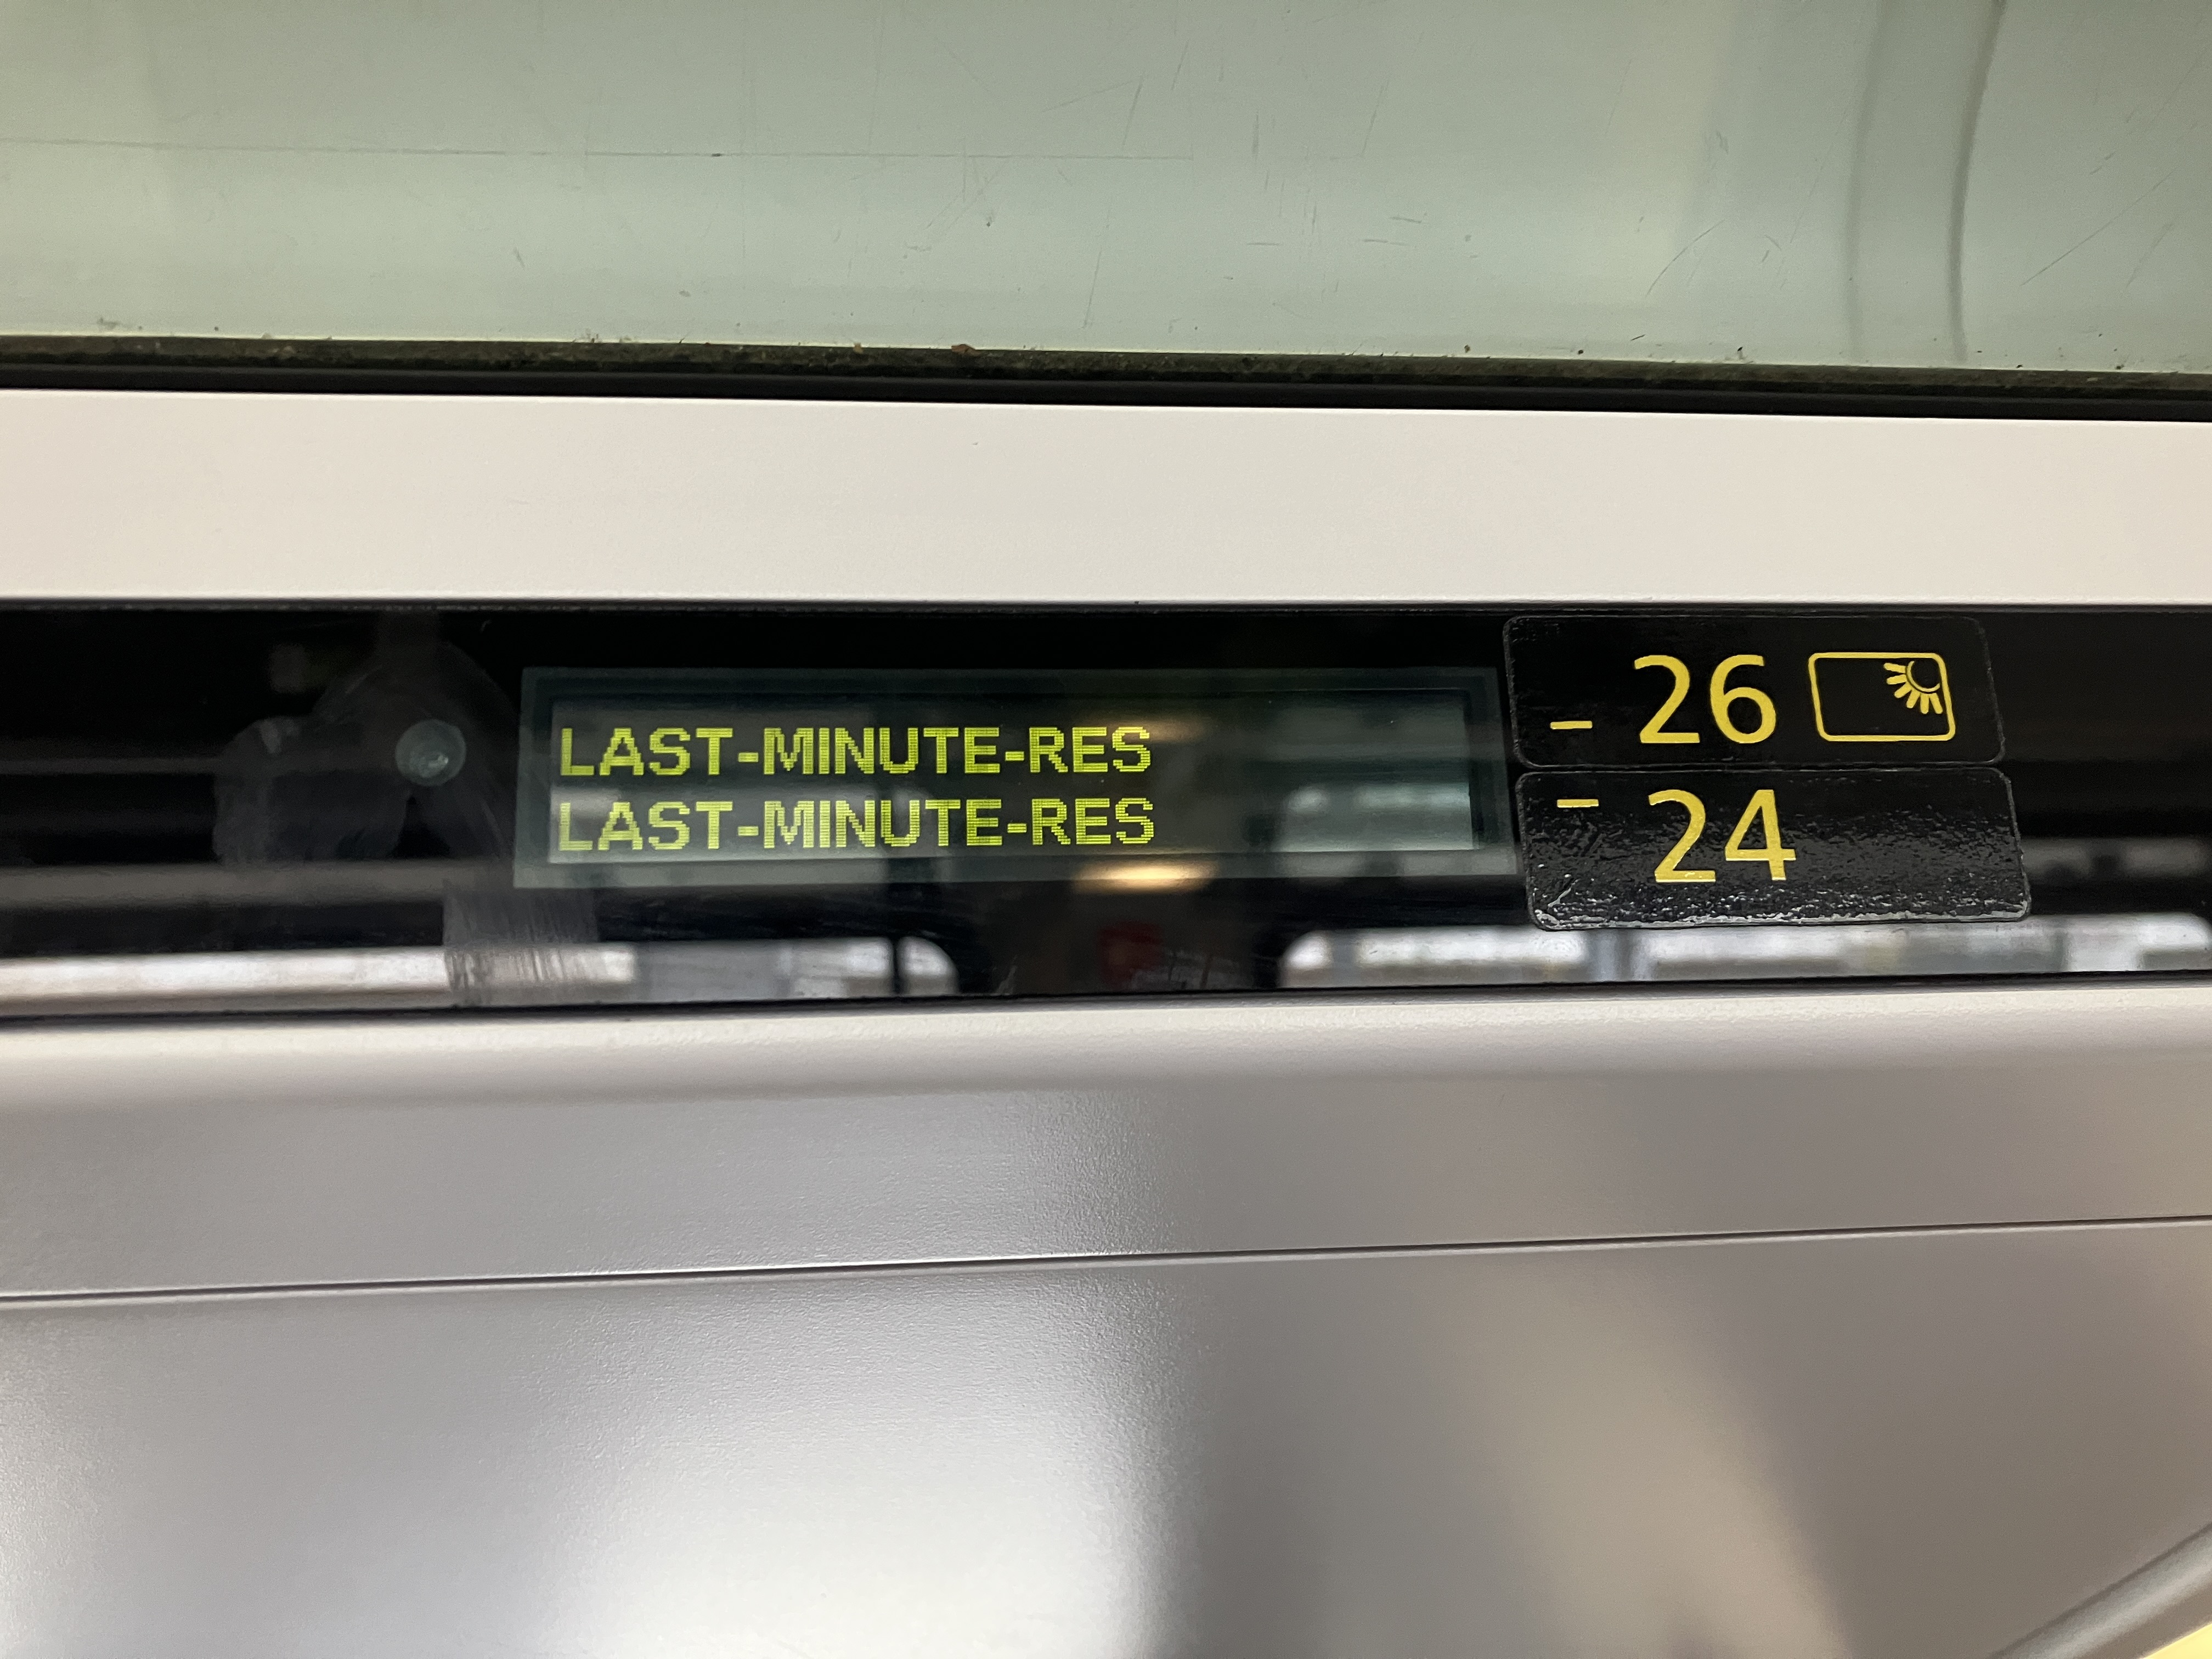 LAST-MINUTE-RES
LAST-MINUTE-RES
– 26
– 24